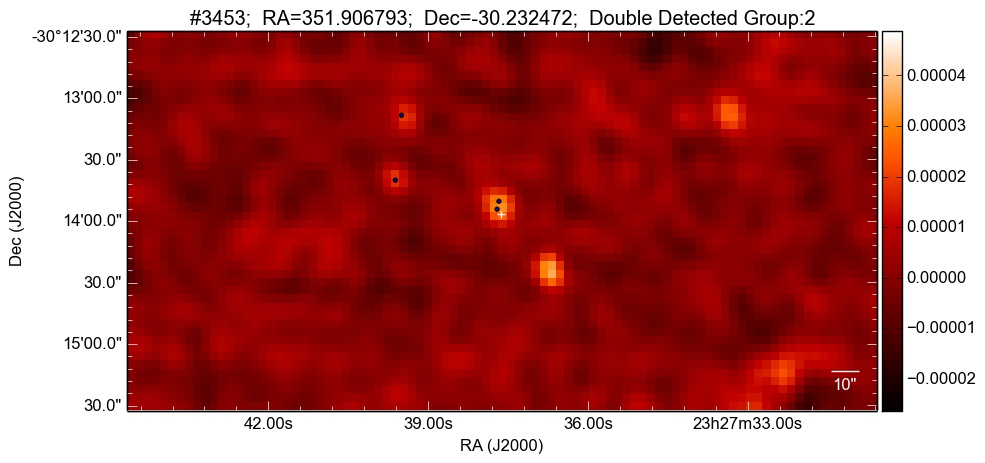 #3453;  RA=351.906793;  Dec=-30.232472;  Double Detected Group:2
-30°12'30.0"
13'00.0"
30.0"
14'00.0"
30.0"
15'00.0"
30.0"
Dec (J2000)
42.00s
39.00s
36.00s
23h27m33.00s
RA (J2000)
10"
0.00004
0.00003
0.00002
0.00001
0.00000
−0.00001
−0.00002